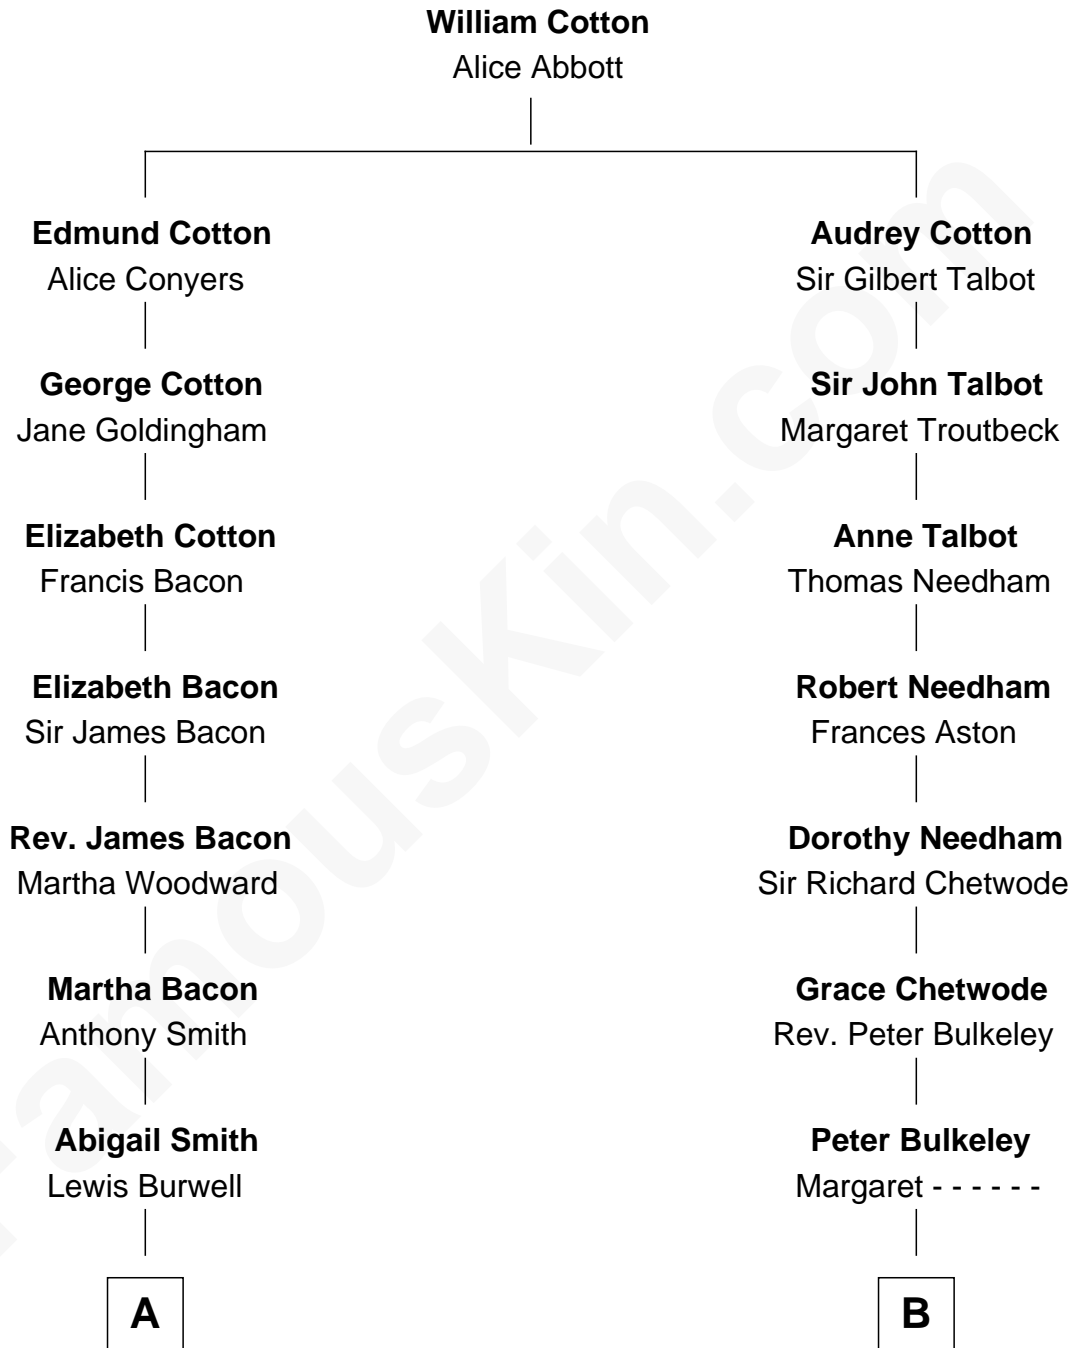 William Cotton
Alice Abbott
Edmund Cotton
Alice Conyers
George Cotton
Jane Goldingham
Elizabeth Cotton
Francis Bacon
Elizabeth Bacon
Sir James Bacon
Rev. James Bacon
Martha Woodward
Martha Bacon
Anthony Smith
Abigail Smith
Lewis Burwell
A
Audrey Cotton
Sir Gilbert Talbot
Sir John Talbot
Margaret Troutbeck
Anne Talbot
Thomas Needham
Robert Needham
Frances Aston
Dorothy Needham
Sir Richard Chetwode
Grace Chetwode
Rev. Peter Bulkeley
Peter Bulkeley
Margaret - - - - - -
B
FamousKin.com